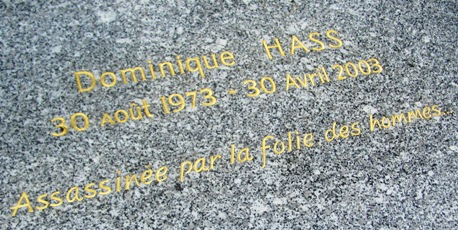 Dominique HASS
30 Août 1973 - 30 Avril 2003
Assassinée par la folie des hommes...